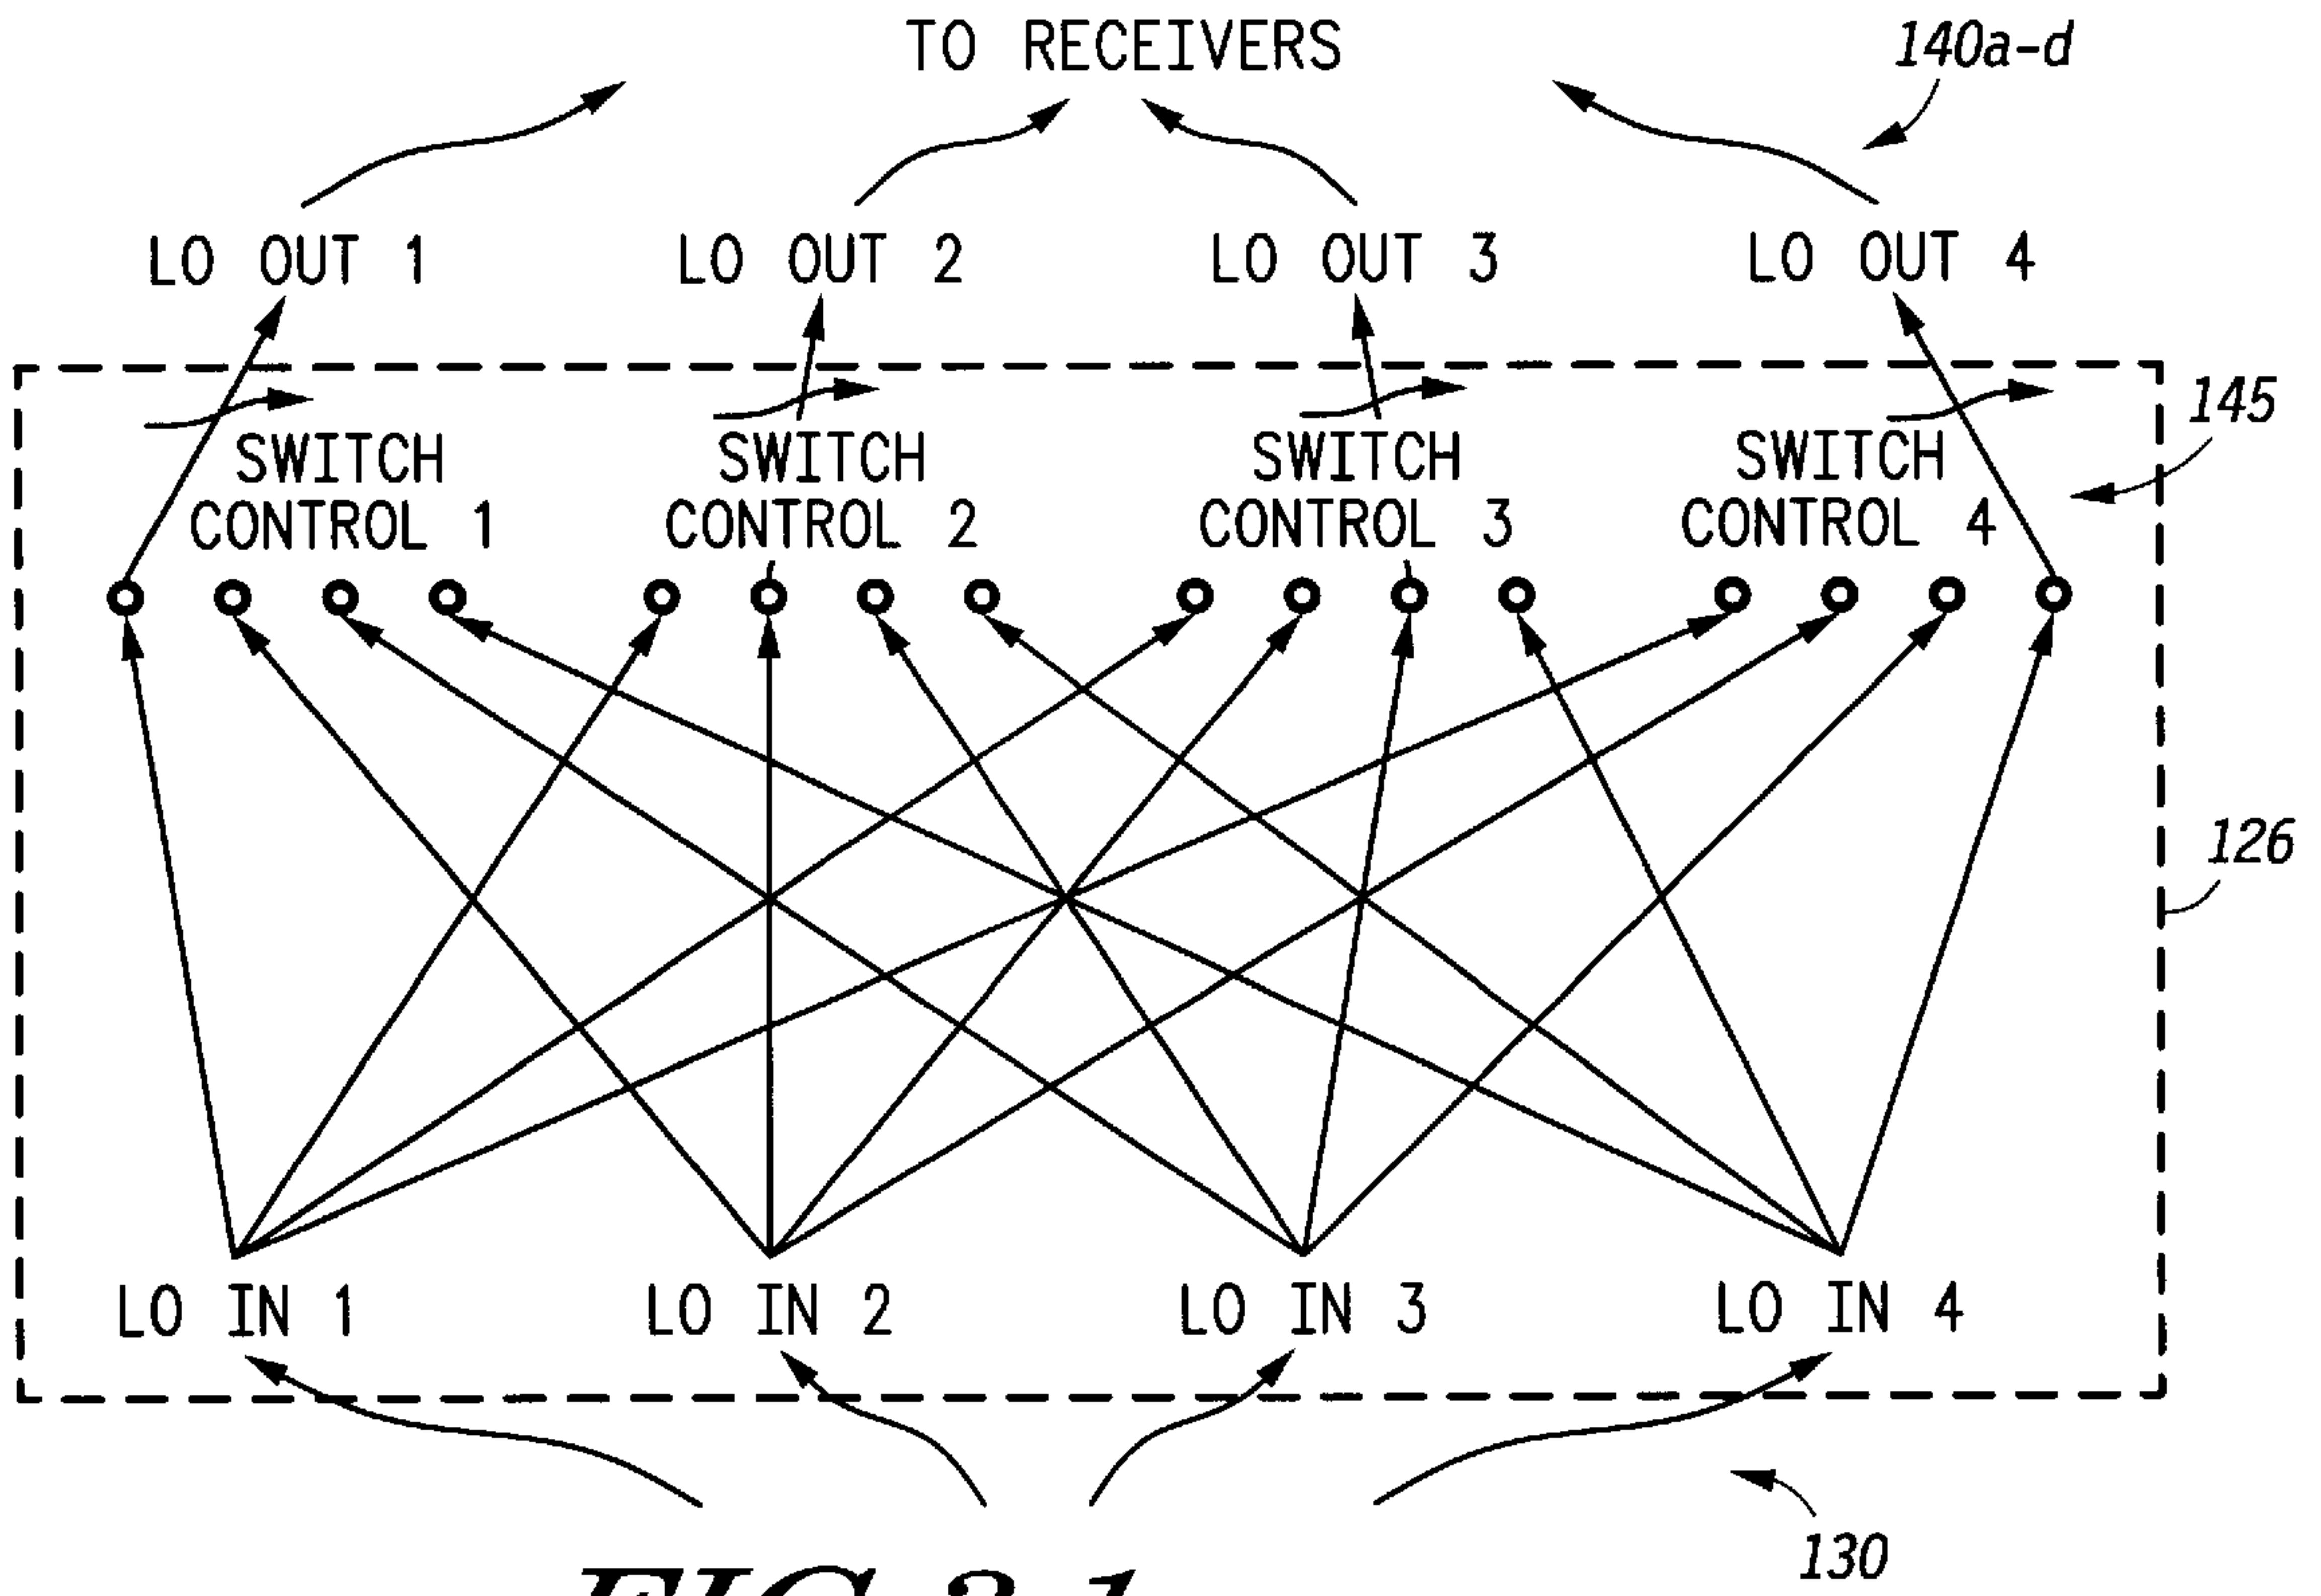 TO RECEIVERS
140a-d
LO OUT 1
LO OUT 2
LO OUT 3
LO OUT 4
145
SWITCH
CONTROL 1
SWITCH
CONTROL 2
SWITCH
CONTROL 3
SWITCH
CONTROL 4
126
LO IN 1
LO IN 2
LO IN 3
LO IN 4
130